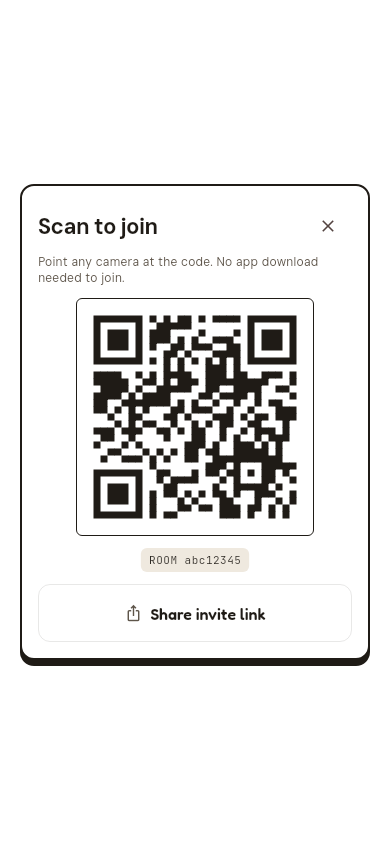 Scan to join
Point any camera at the code. No app download
needed to join.
ROOM abc12345
Share invite link